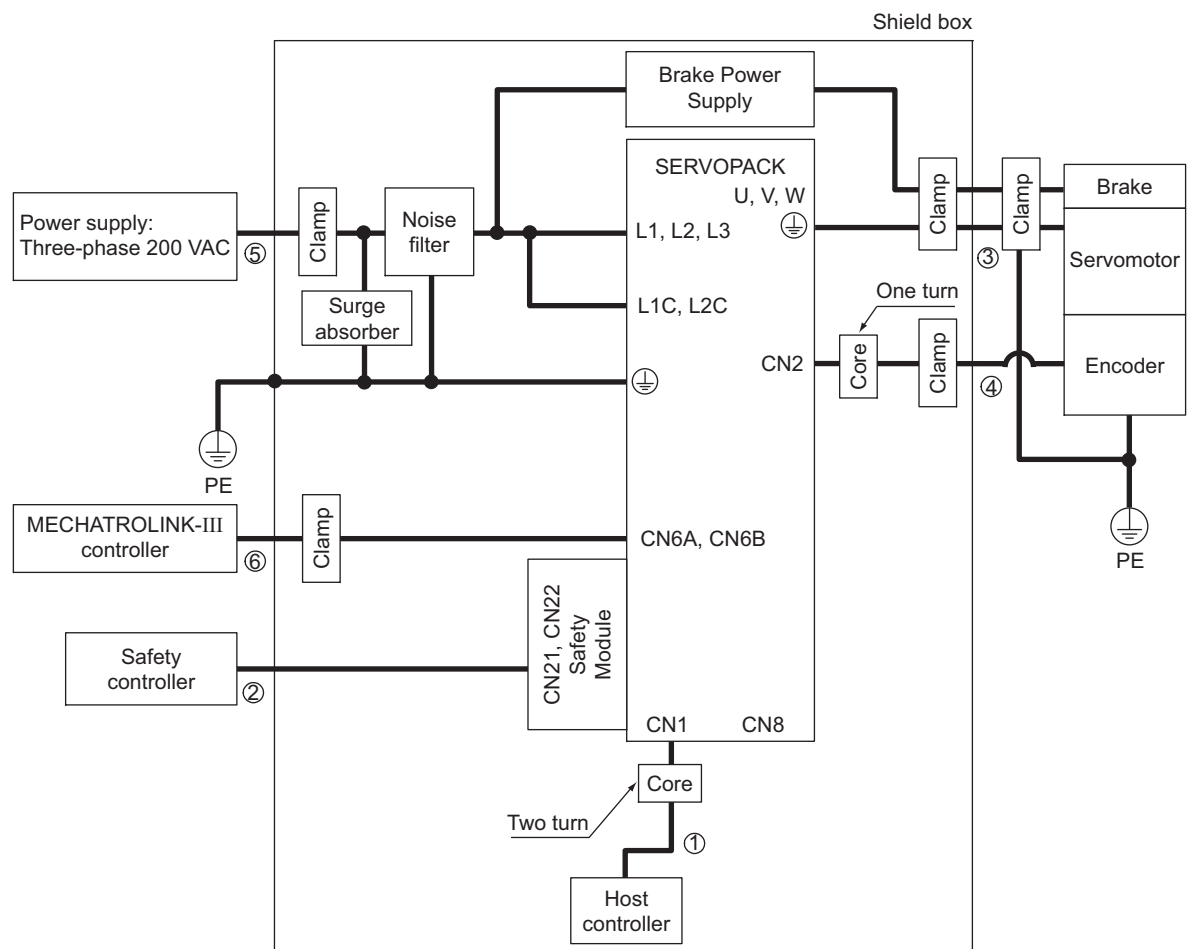 Shield box
Brake Power
Supply
SERVOPACK
U, V, W
Clamp
Clamp
Brake
Power supply:
Three-phase 200 VAC
⑤
Clamp
Noise
filter
L1, L2, L3
③
Servomotor
Surge
absorber
L1C, L2C
One turn
CN2
Core
Clamp
④
Encoder
PE
PE
MECHATROLINK-III
controller
⑥
Clamp
CN6A, CN6B
CN21, CN22
Safety
Module
Safety
controller
②
CN1
CN8
Core
Two turn
①
Host
controller